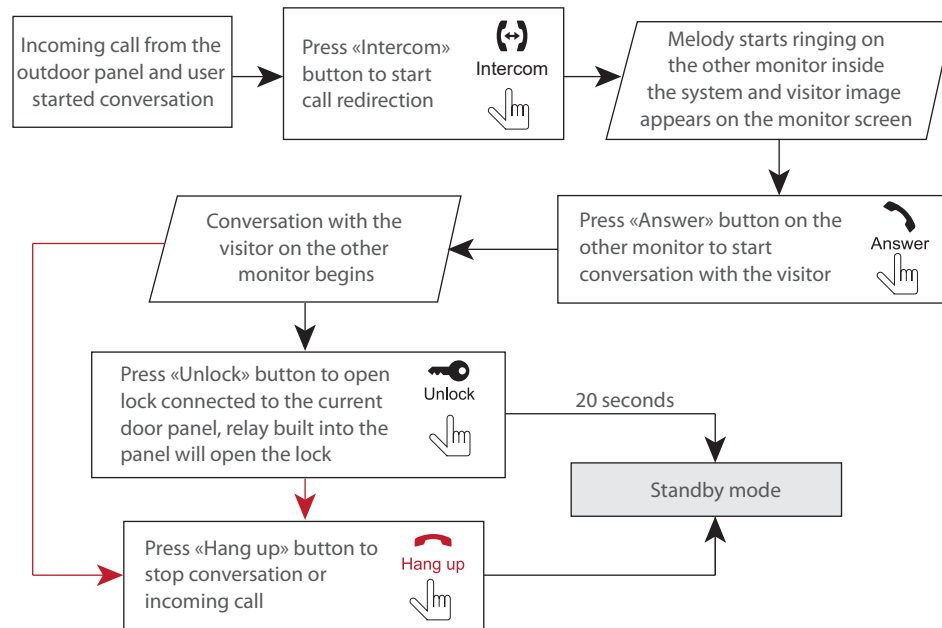 Incoming call from the
outdoor panel and user
started conversation
Press «Intercom»
button to start
call redirection
Intercom
Melody starts ringing on
the other monitor inside
the system and visitor image
appears on the monitor screen
Press «Answer» button on the
other monitor to start
conversation with the visitor
Answer
Conversation with the
visitor on the other
monitor begins
Press «Unlock» button to open
lock connected to the current
door panel, relay built into the
panel will open the lock
Unlock
20 seconds
Standby mode
Press «Hang up» button to
stop conversation or
incoming call
Hang up